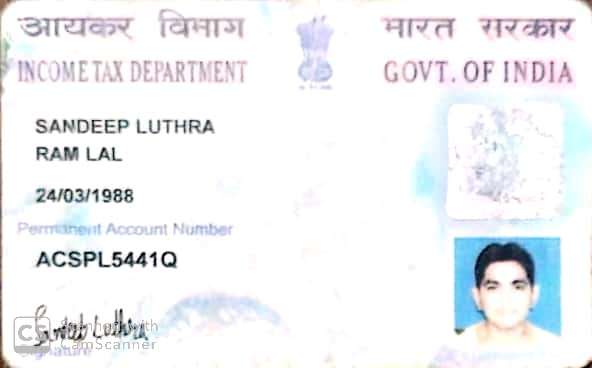 आयकर विभाग
INCOME TAX DEPARTMENT
भारत सरकार
GOVT. OF INDIA
SANDEEP LUTHRA
RAM LAL
24/03/1988
Permanent Account Number
ACSPL5441Q
Sandeep Luthra
Signature
CS Scanned with
CamScanner